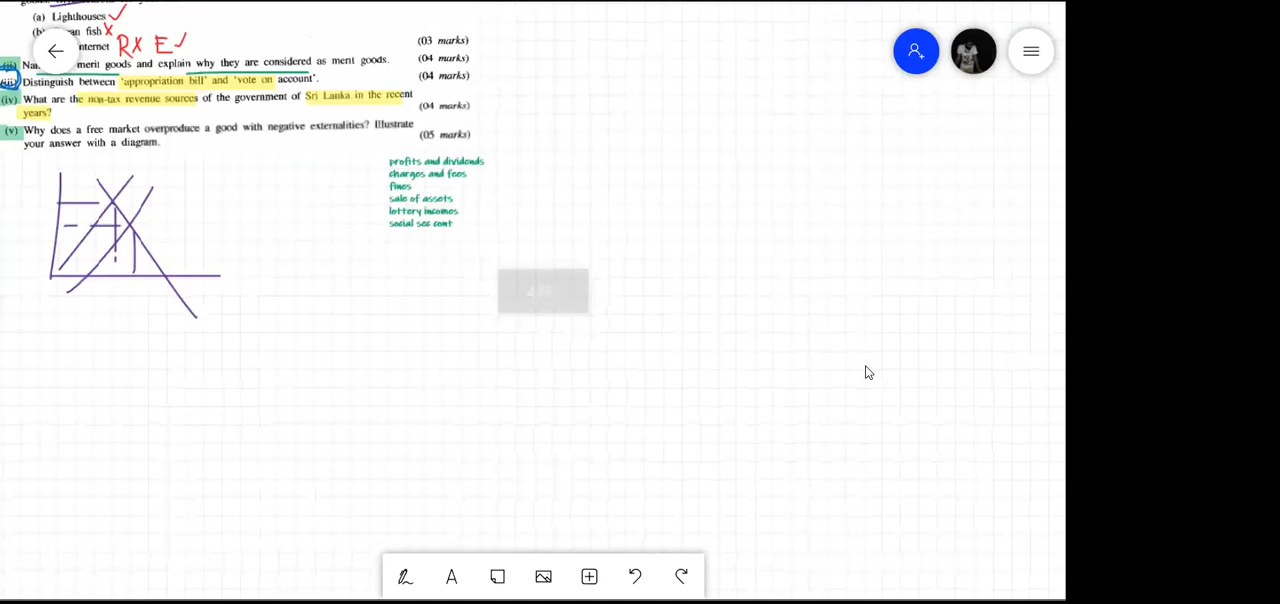 (a) Lighthouses
fish
RX E
(03 marks)
merit goods and explain why they are considered as merit goods.
(04 marks)
(iii) Distinguish between 'appropriation bill' and 'vote on account'.
(04 marks)
(iv) What are the non-tax revenue sources of the government of Sri Lanka in the recent
years?
(04 marks)
(v) Why does a free market overproduce a good with negative externalities? Illustrate
your answer with a diagram.
(05 marks)
profits and dividends
charges and fees
fines
sale of assets
lottery incomes
social sec cont
A